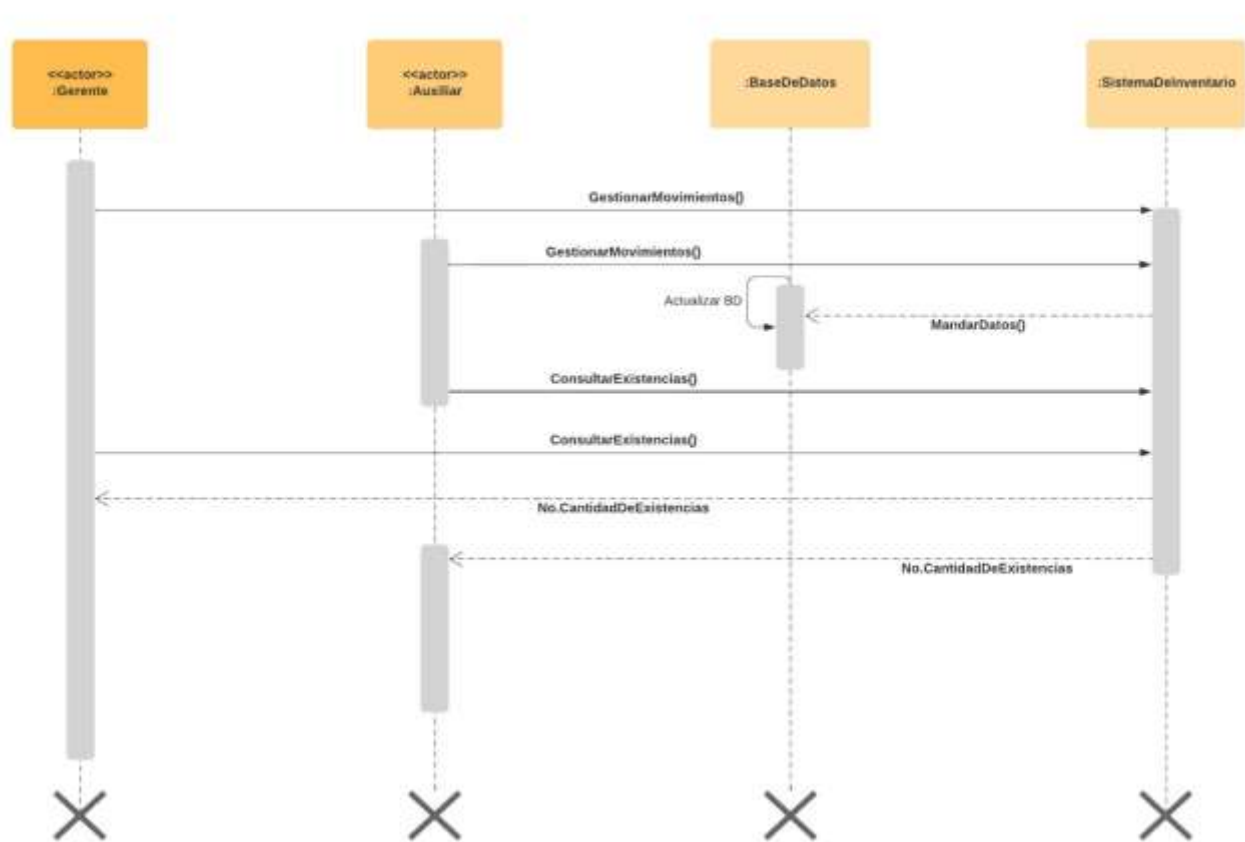 <<actor>>
:Gerente
<<actor>>
:Auxiliar
:BaseDeDatos
:SistemaDeInventario
GestionarMovimientos()
GestionarMovimientos()
Actualizar BD
MandarDatos()
ConsultarExistencias()
ConsultarExistencias()
No.CantidadDeExistencias
No.CantidadDeExistencias